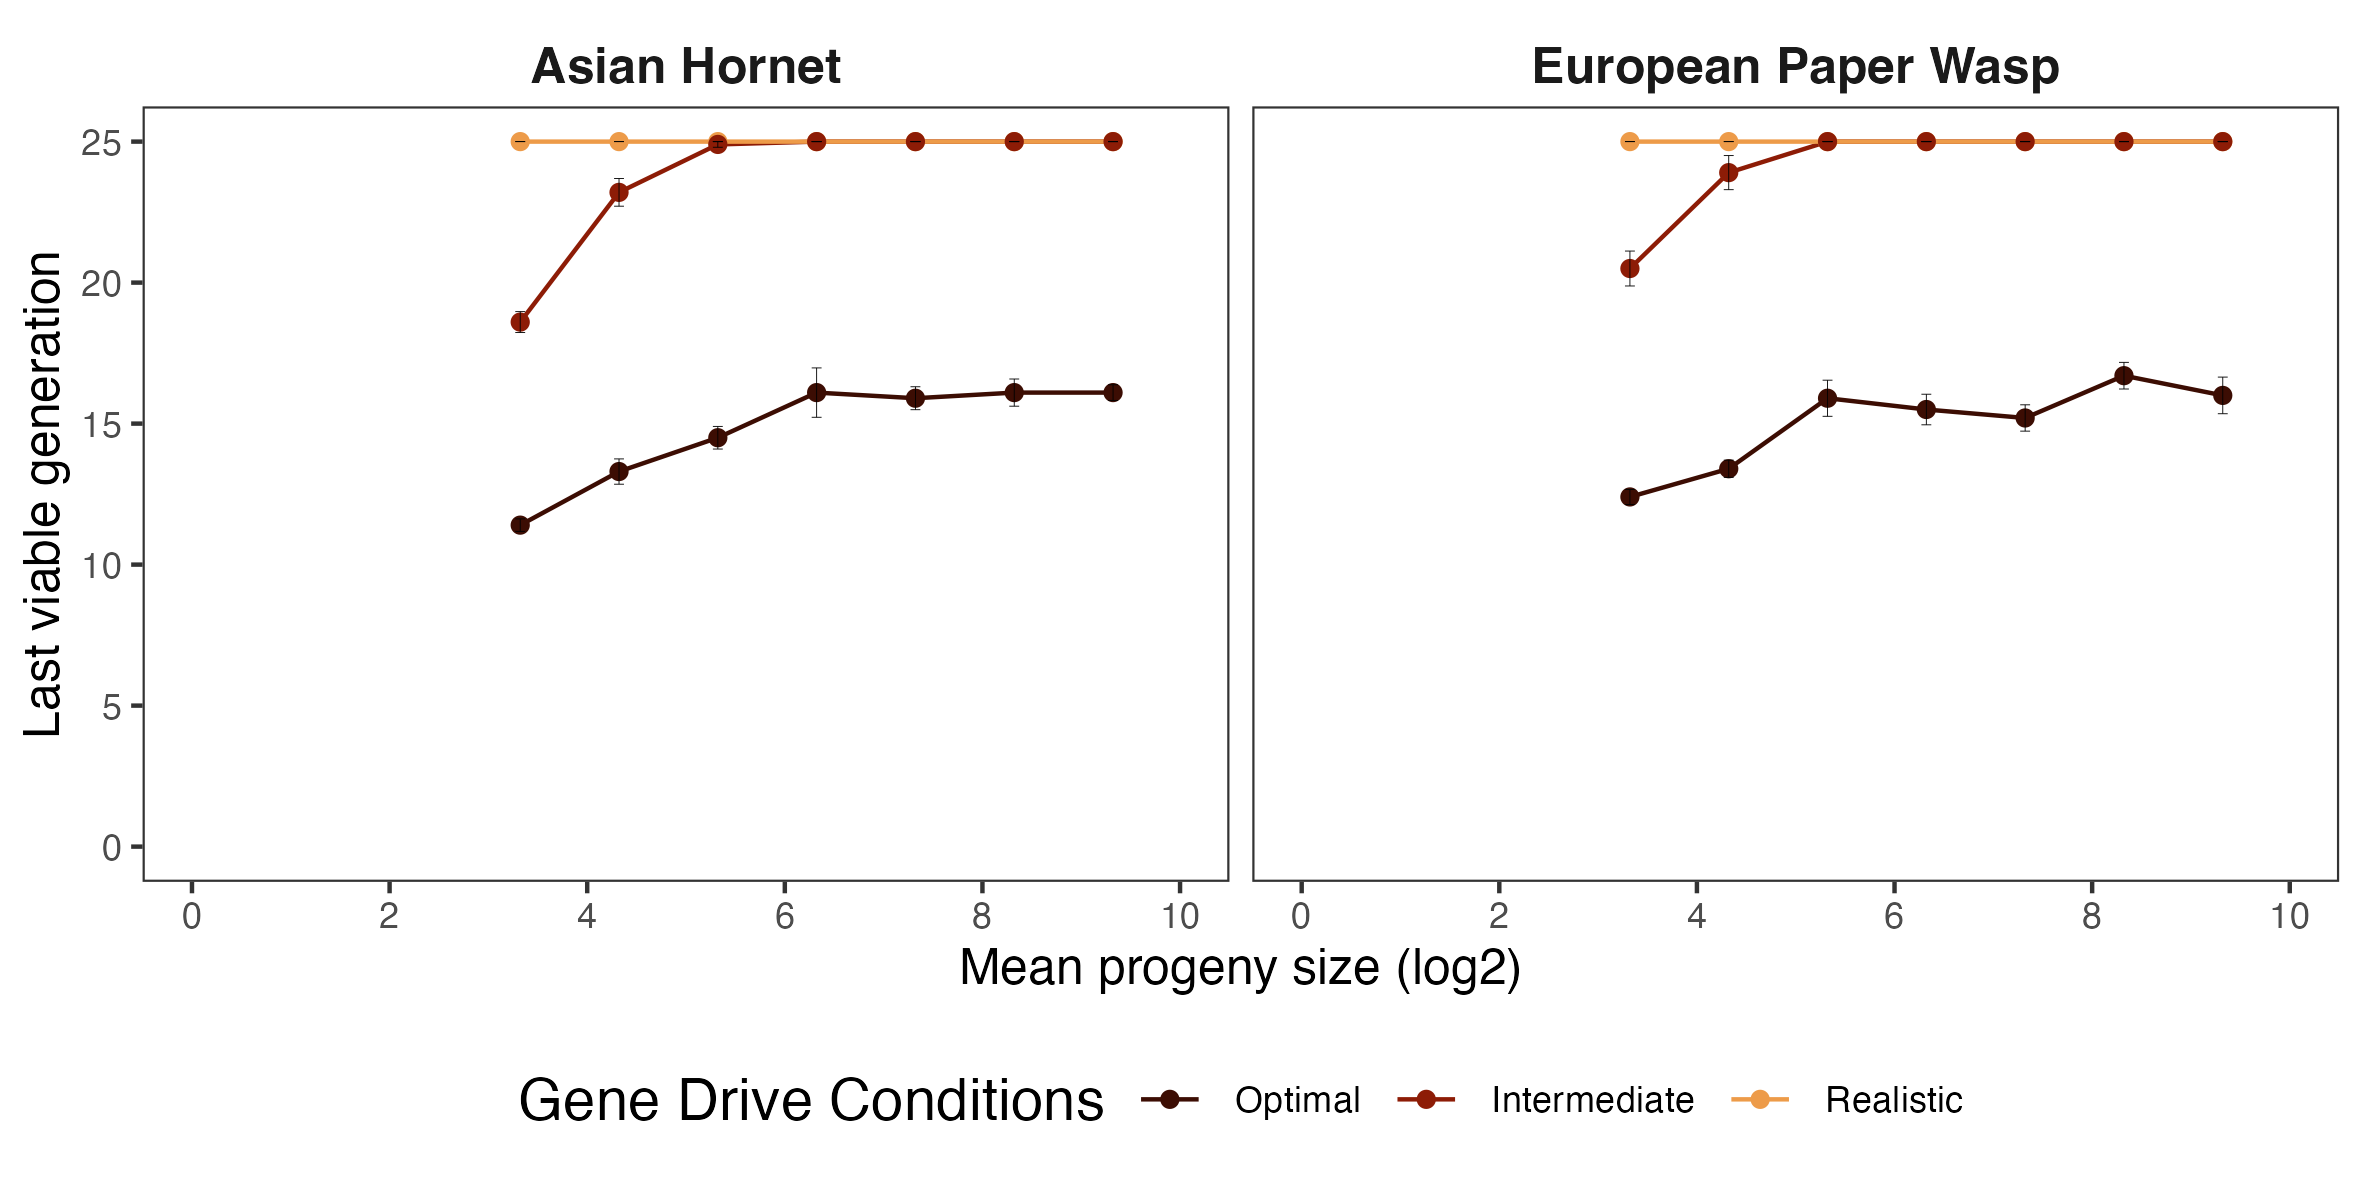 Asian Hornet
European Paper Wasp
Last viable generation
25
20
15
10
5
0
0 2 4 6 8 10
0 2 4 6 8 10
Mean progeny size (log2)
Gene Drive Conditions Optimal Intermediate Realistic